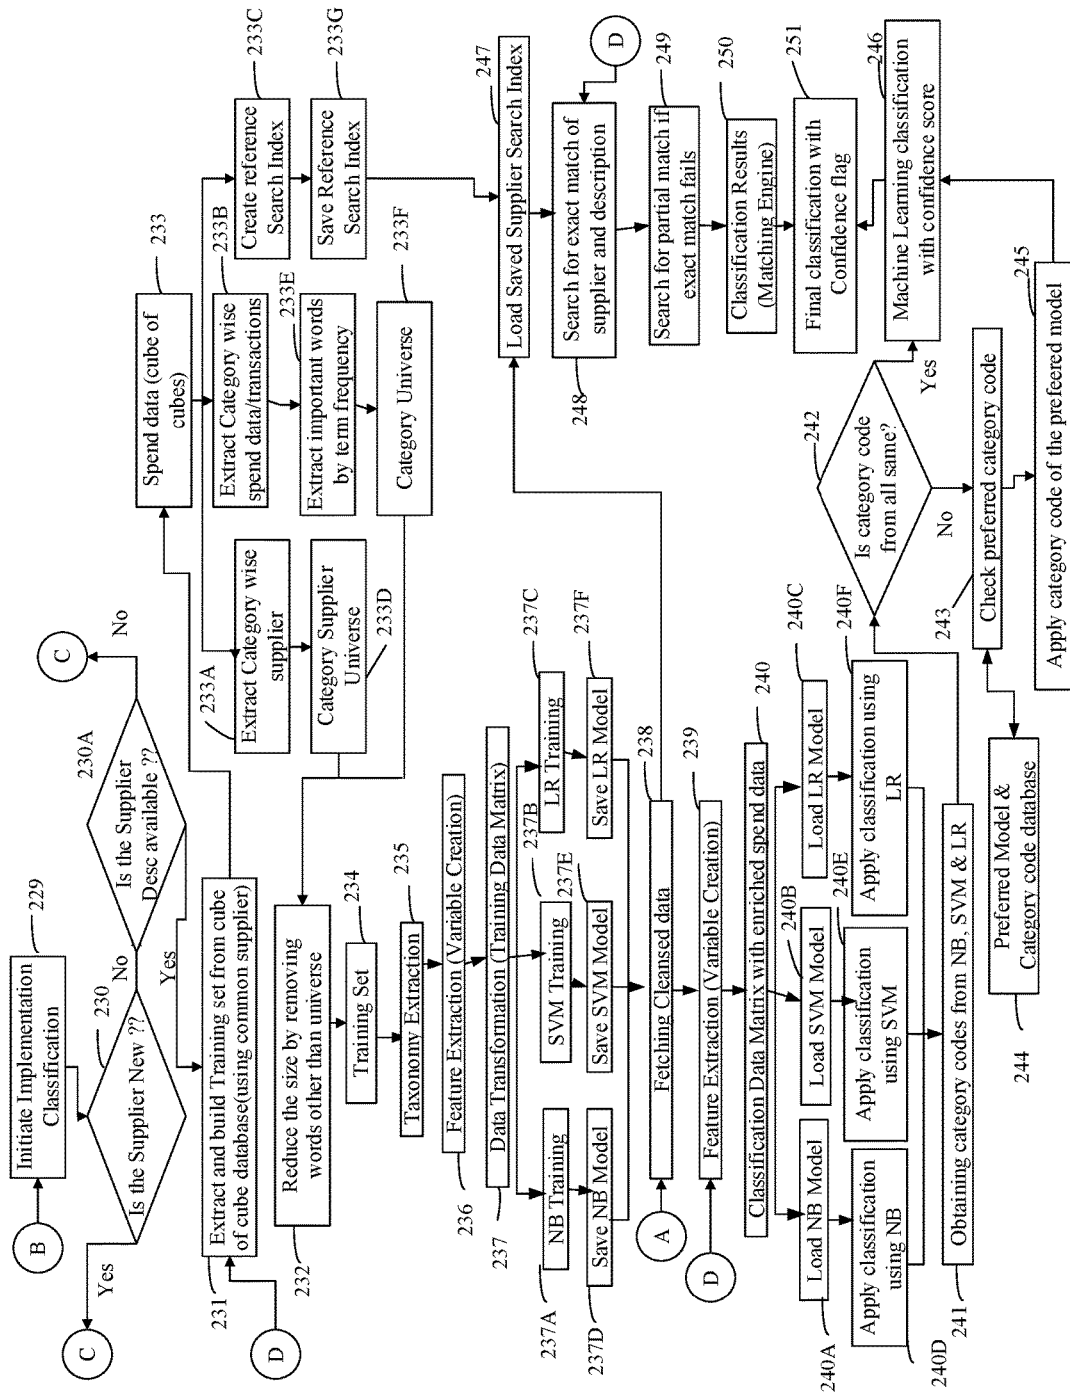 B
Initiate Implementation
Classification
229
230
Is the Supplier New ??
Yes
C
No
230A
Is the Supplier
Desc available ??
No
C
Yes
231
Extract and build Training set from cube
of cube database(using common supplier)
D
232
Reduce the size by removing
words other than universe
234
Training Set
235
Taxonomy Extraction
236
Feature Extraction (Variable Creation)
237
Data Transformation (Training Data Matrix)
237A
NB Training
237B
SVM Training
237C
LR Training
237D
Save NB Model
237E
Save SVM Model
237F
Save LR Model
238
A
Fetching Cleansed data
239
D
Feature Extraction (Variable Creation)
240
Classification Data Matrix with enriched spend data
240A
Load NB Model
240B
Load SVM Model
240C
Load LR Model
240D
Apply classification
using NB
240E
Apply classification
using SVM
240F
Apply classification using
LR
241
Obtaining category codes from NB, SVM & LR
233
Spend data (cube of
cubes)
233A
Extract Category wise
supplier
233B
Extract Category wise
spend data/transactions
233C
Create reference
Search Index
233D
Category Supplier
Universe
233E
Extract important words
by term frequency
233F
Category Universe
233G
Save Reference
Search Index
247
Load Saved Supplier Search Index
D
248
Search for exact match of
supplier and description
249
Search for partial match if
exact match fails
250
Classification Results
(Matching Engine)
251
Final classification with
Confidence flag
246
Machine Learning classification
with confidence score
242
Is category code
from all same?
Yes
No
243
Check preferred category code
244
Preferred Model &
Category code database
245
Apply category code of the prefeered model